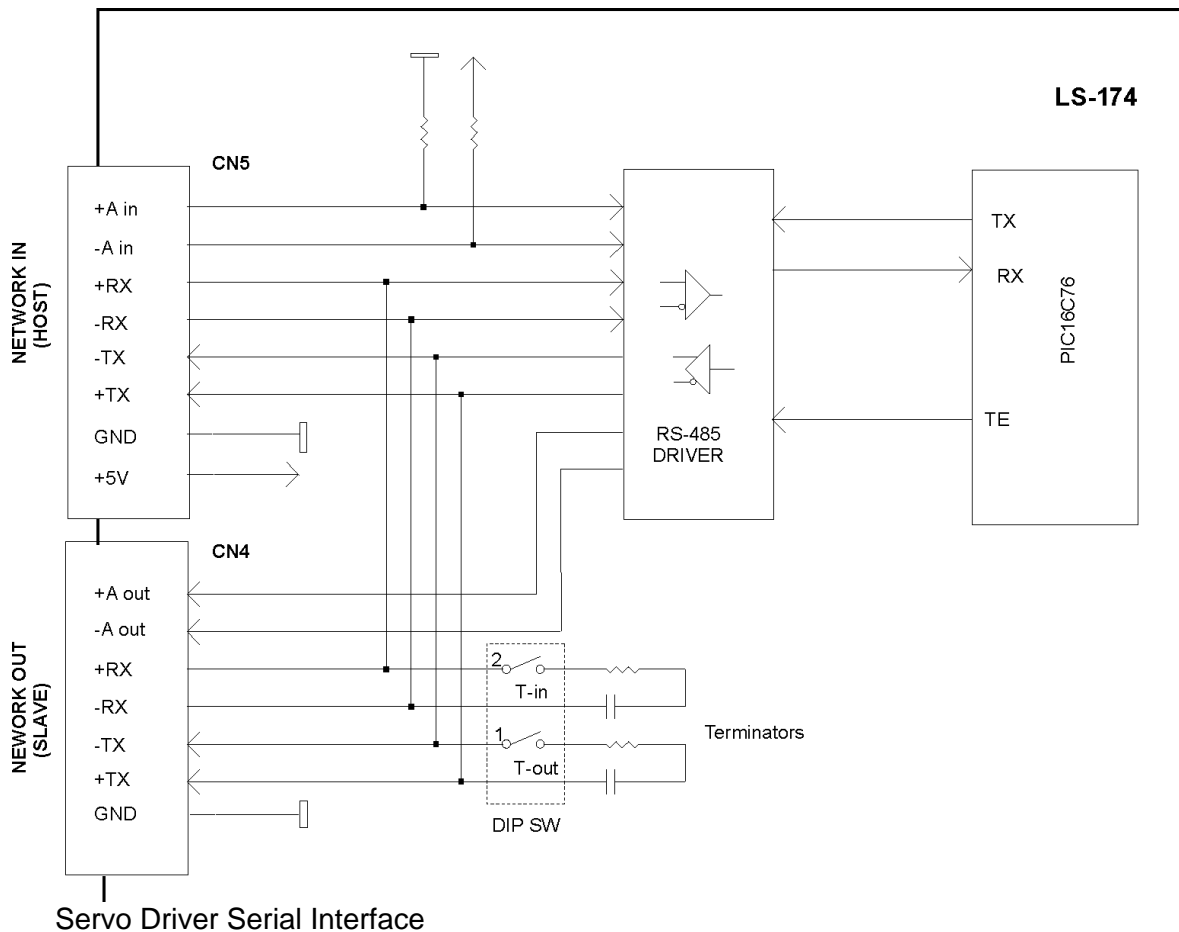 LS-174
CN5
NETWORK IN
(HOST)
+A in
-A in
+RX
-RX
-TX
+TX
GND
+5V
RS-485
DRIVER
TX
RX
TE
PIC16C76
CN4
NEWORK OUT
(SLAVE)
+A out
-A out
+RX
-RX
-TX
+TX
GND
2
T-in
1
T-out
DIP SW
Terminators
Servo Driver Serial Interface